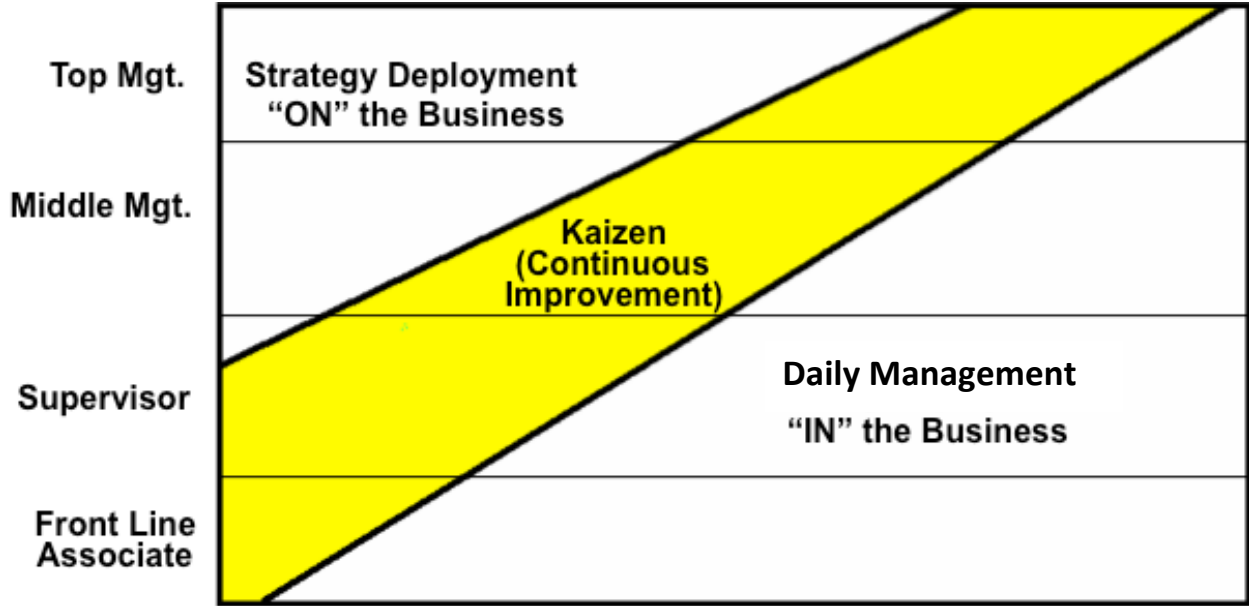 Top Mgt.
Strategy Deployment
“ON” the Business
Middle Mgt.
Kaizen
(Continuous
Improvement)
Supervisor
Daily Management
“IN” the Business
Front Line
Associate